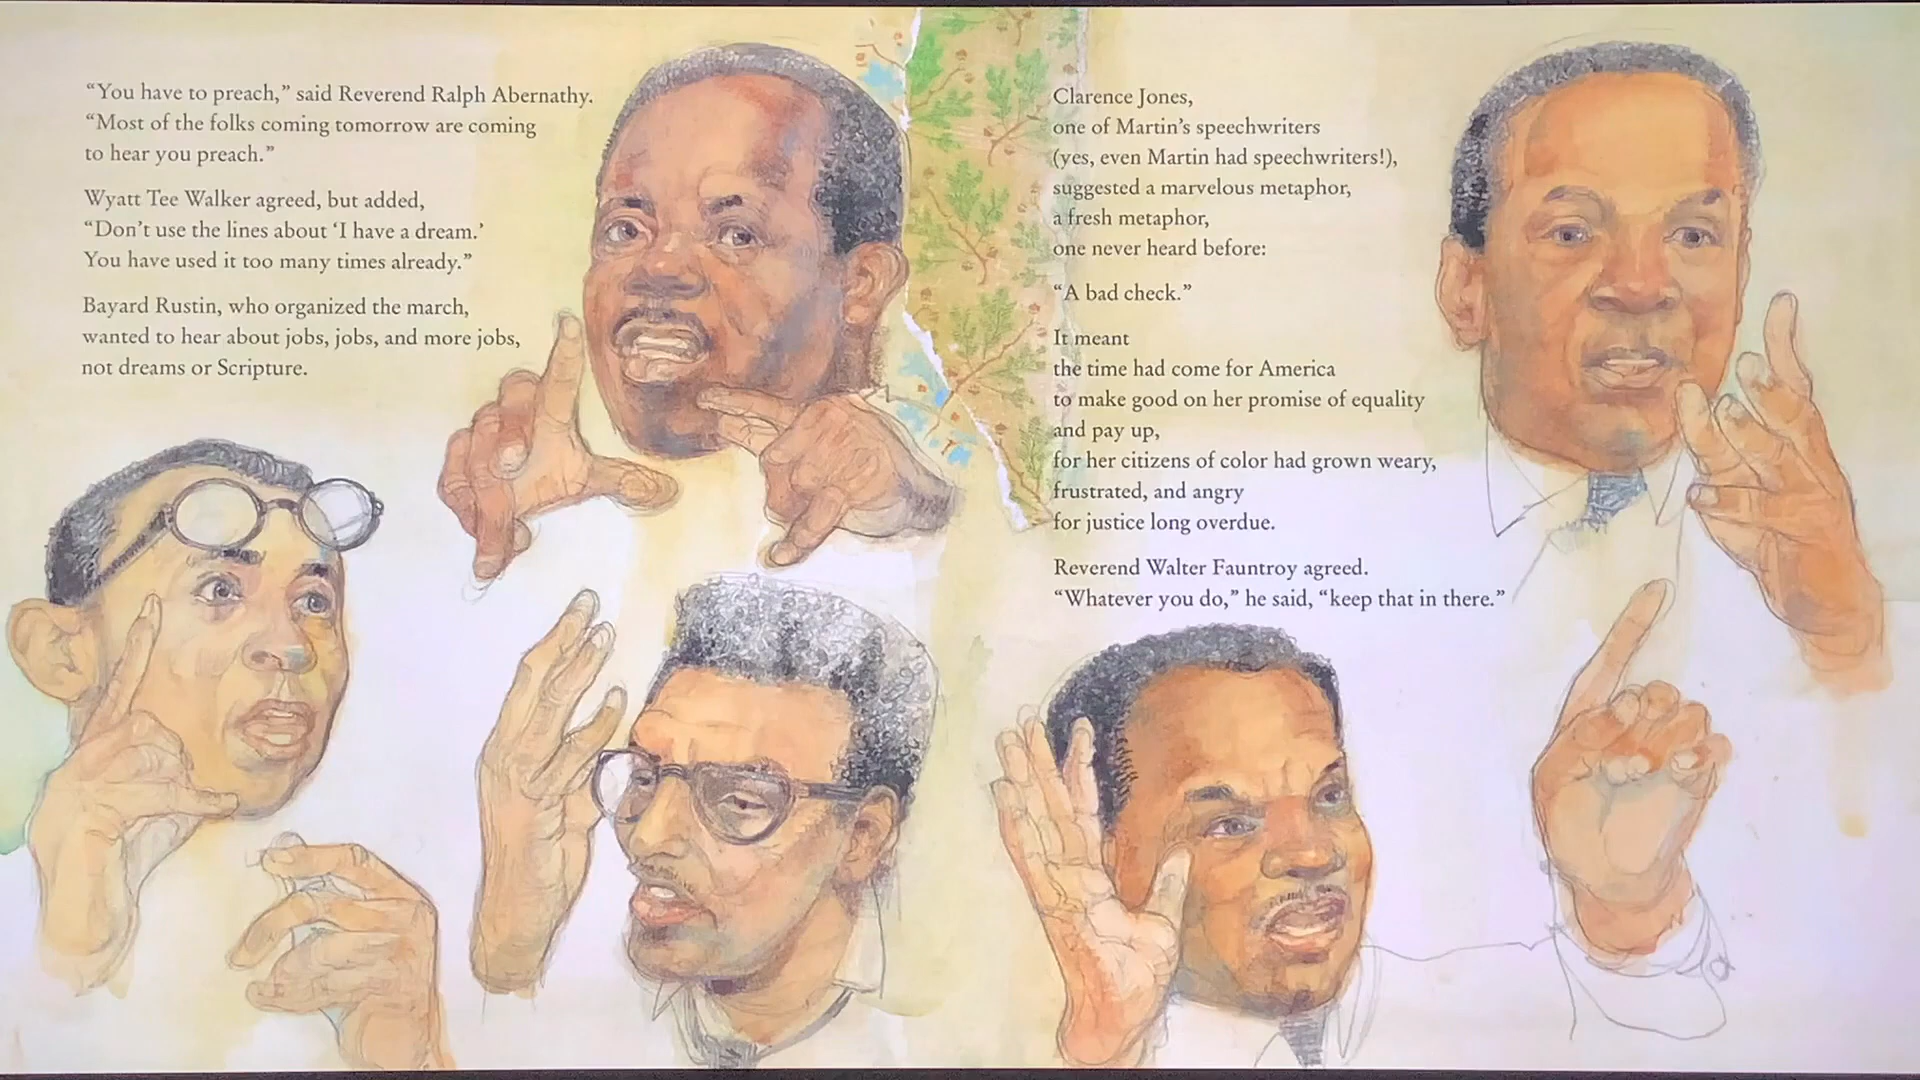 “You have to preach,” said Reverend Ralph Abernathy.
“Most of the folks coming tomorrow are coming
to hear you preach.”
Wyatt Tee Walker agreed, but added,
“Don’t use the lines about ‘I have a dream.’
You have used it too many times already.”
Bayard Rustin, who organized the march,
wanted to hear about jobs, jobs, and more jobs,
not dreams or Scripture.
Clarence Jones,
one of Martin’s speechwriters
(yes, even Martin had speechwriters!),
suggested a marvelous metaphor,
a fresh metaphor,
one never heard before:
“A bad check.”
It meant
the time had come for America
to make good on her promise of equality
and pay up,
for her citizens of color had grown weary,
frustrated, and angry
for justice long overdue.
Reverend Walter Fauntroy agreed.
“Whatever you do,” he said, “keep that in there.”